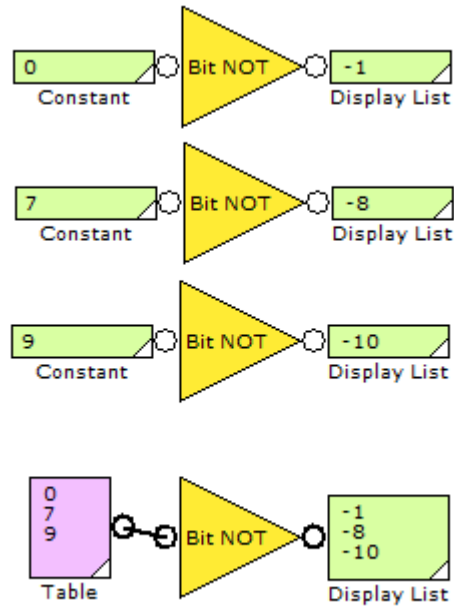 0 Bit NOT -1
Constant Display List
7 Bit NOT -8
Constant Display List
9 Bit NOT -10
Constant Display List
0
7
9
Bit NOT
-1
-8
-10
Table Display List